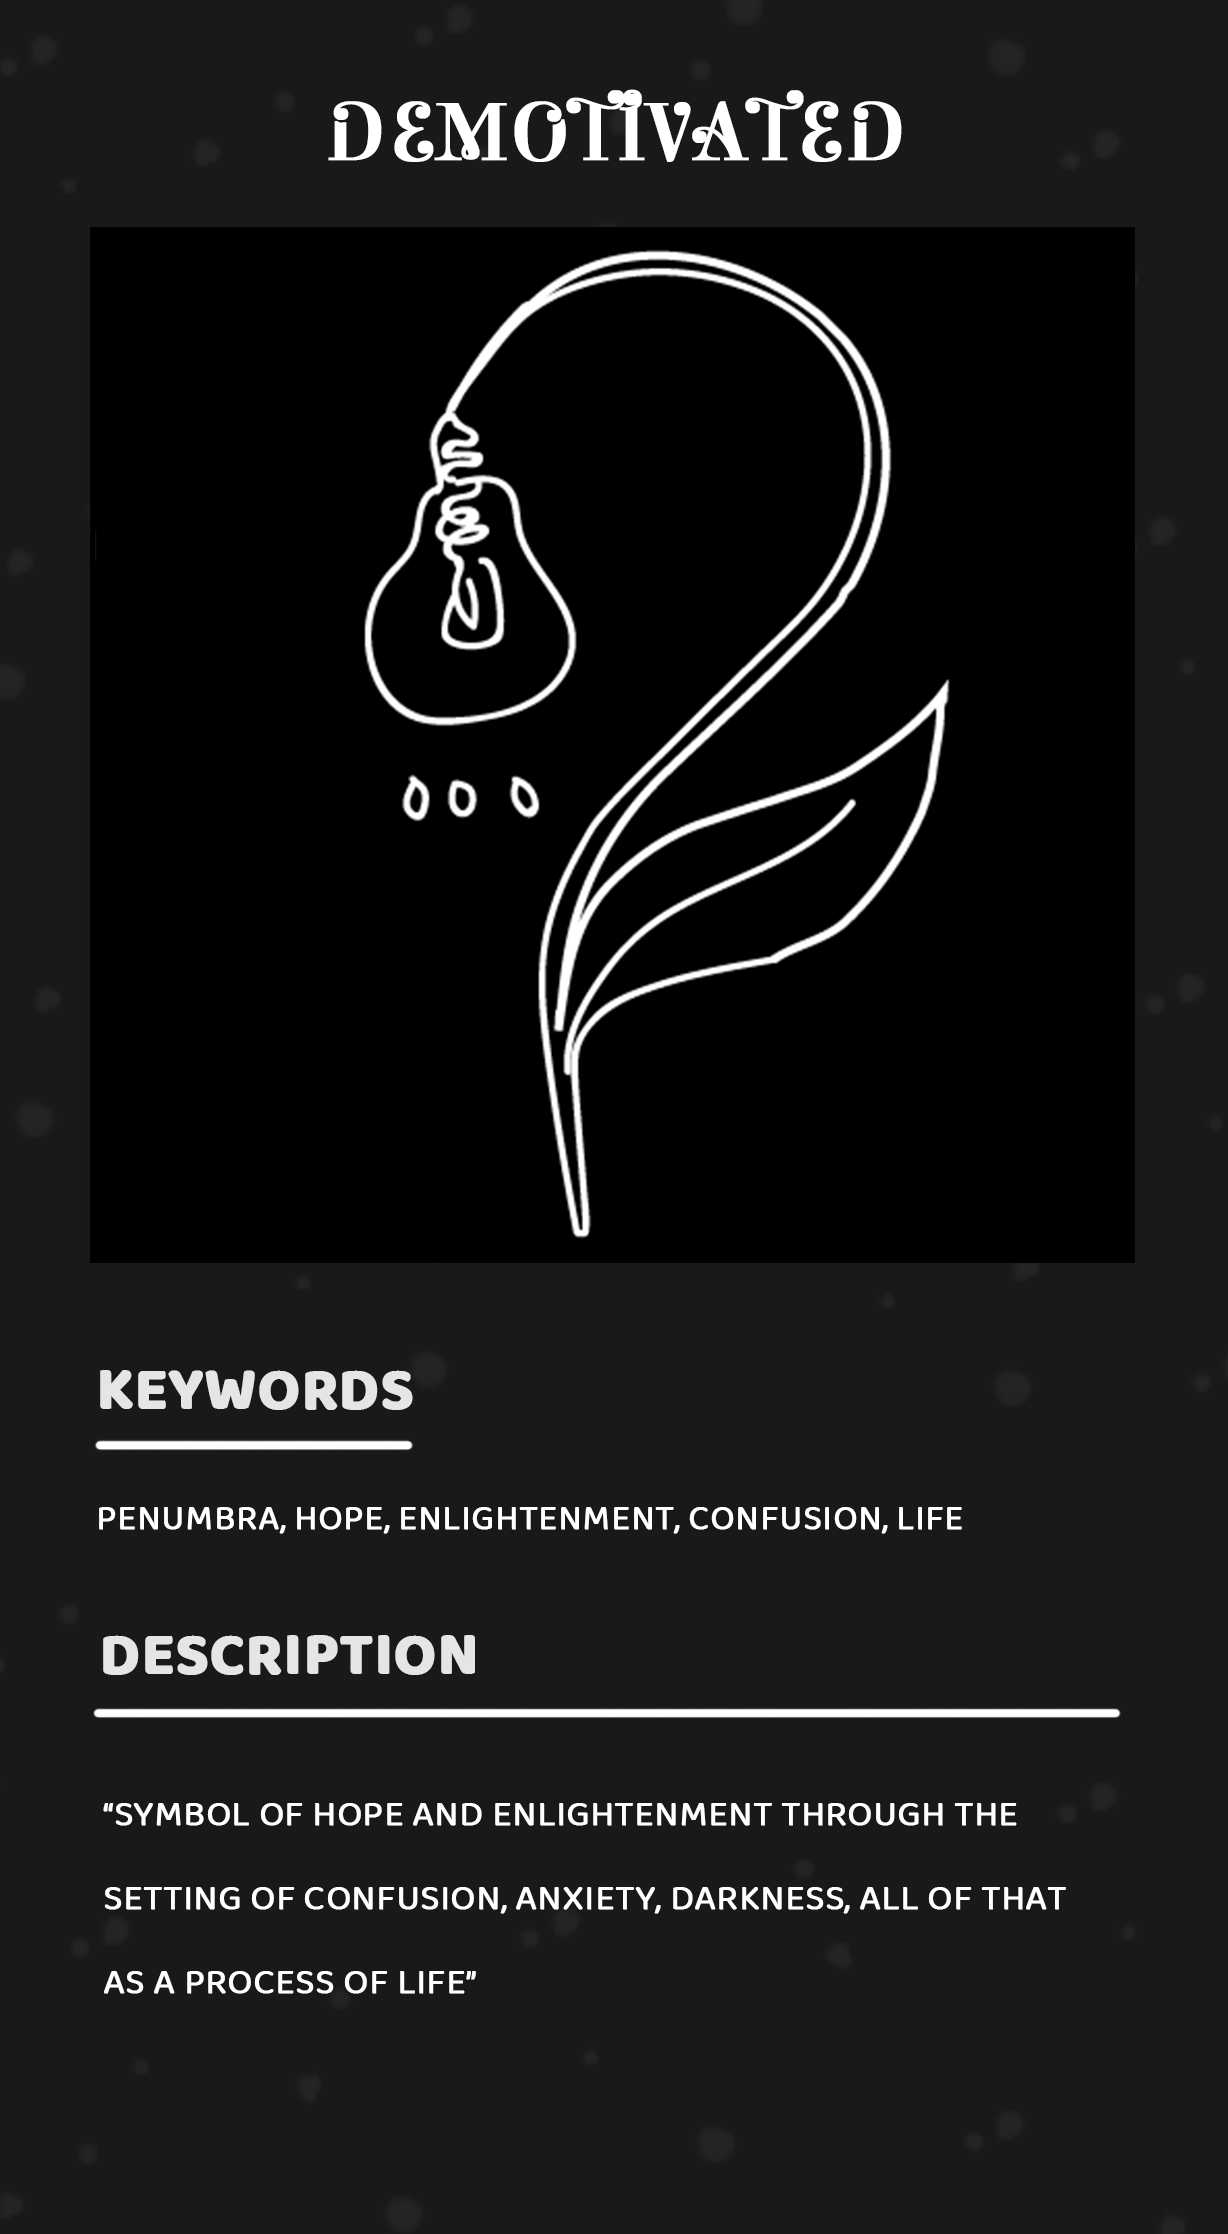 DEMOTIVATED
KEYWORDS
PENUMBRA, HOPE, ENLIGHTENMENT, CONFUSION, LIFE
DESCRIPTION
“SYMBOL OF HOPE AND ENLIGHTENMENT THROUGH THE
SETTING OF CONFUSION, ANXIETY, DARKNESS, ALL OF THAT
AS A PROCESS OF LIFE”